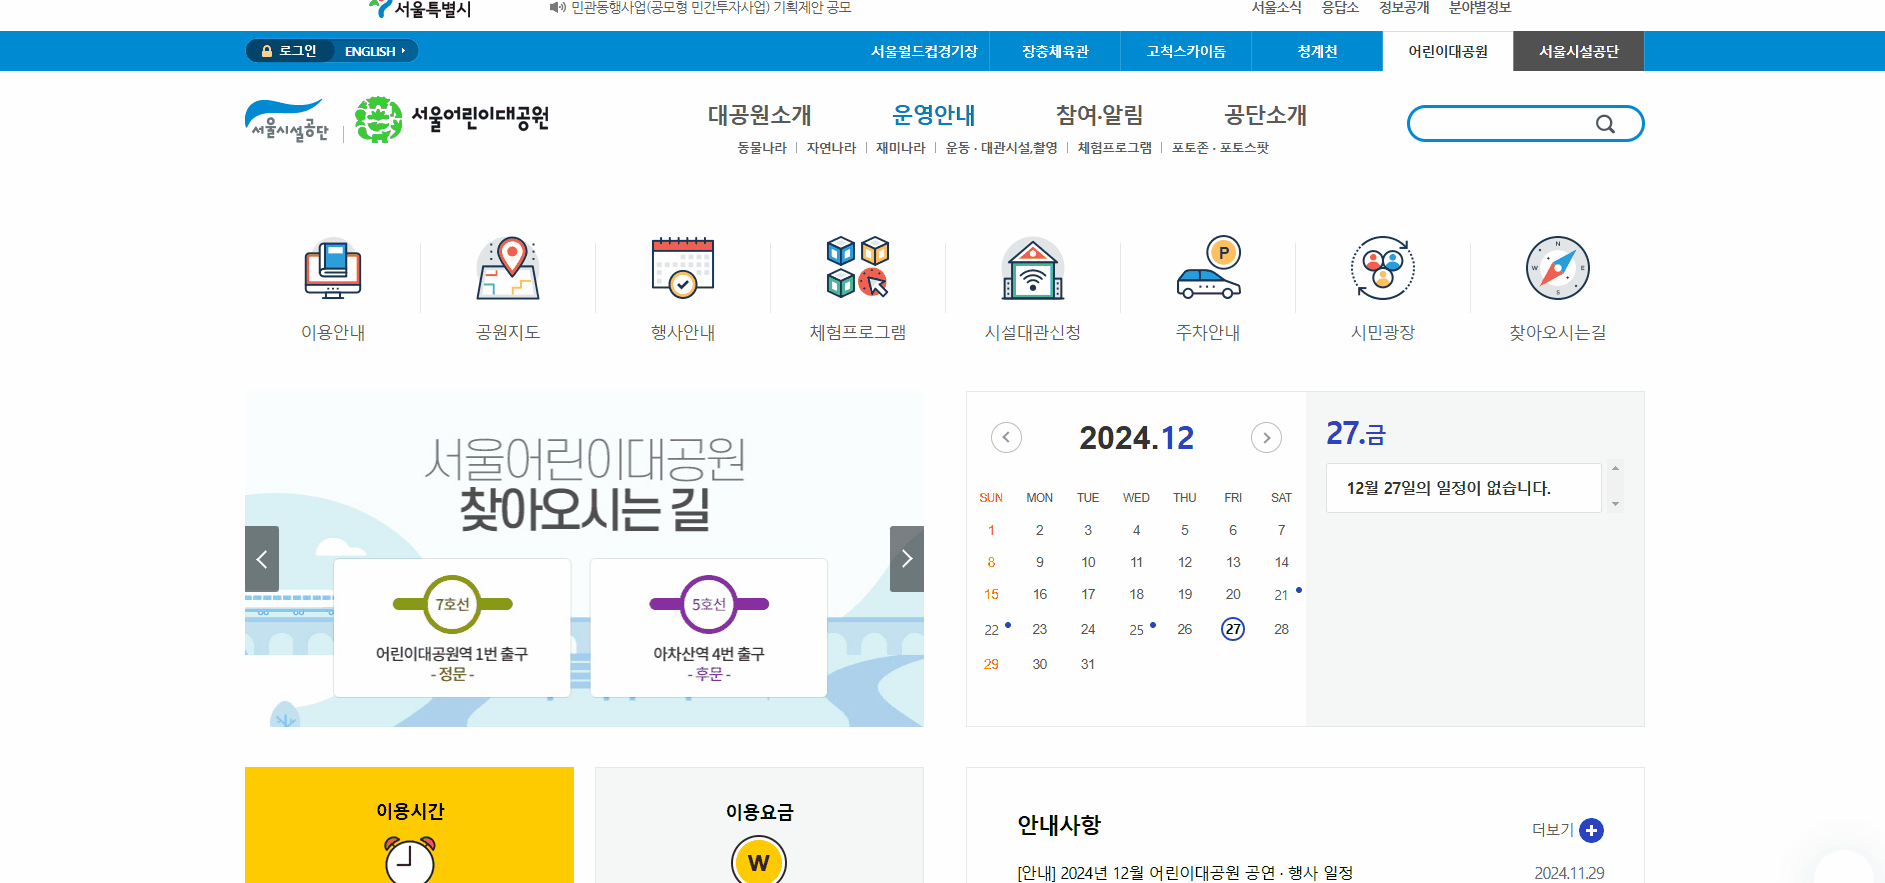 서울특별시
민관동행사업(공모형 민간투자사업) 기획제안 공모
서울소식 응답소 정보공개 분야별정보
로그인 ENGLISH
서울월드컵경기장 장충체육관 고척스카이돔 청계천 어린이대공원 서울시설공단
서울시설공단 서울어린이대공원
대공원소개 운영안내 참여·알림 공단소개
동물나라 자연나라 재미나라 운동·대관시설,촬영 체험프로그램 포토존·포토스팟
P
N
W E
S
이용안내 공원지도 행사안내 체험프로그램 시설대관신청 주차안내 시민광장 찾아오시는길
서울어린이대공원
찾아오시는 길
7호선
어린이대공원역 1번 출구
- 정문 -
5호선
아차산역 4번 출구
- 후문 -
2024.12
SUN MON TUE WED THU FRI SAT
1 2 3 4 5 6 7
8 9 10 11 12 13 14
15 16 17 18 19 20 21
22 23 24 25 26 27 28
29 30 31
27.금
12월 27일의 일정이 없습니다.
이용시간
이용요금
W
안내사항
더보기
[안내] 2024년 12월 어린이대공원 공연·행사 일정 2024.11.29